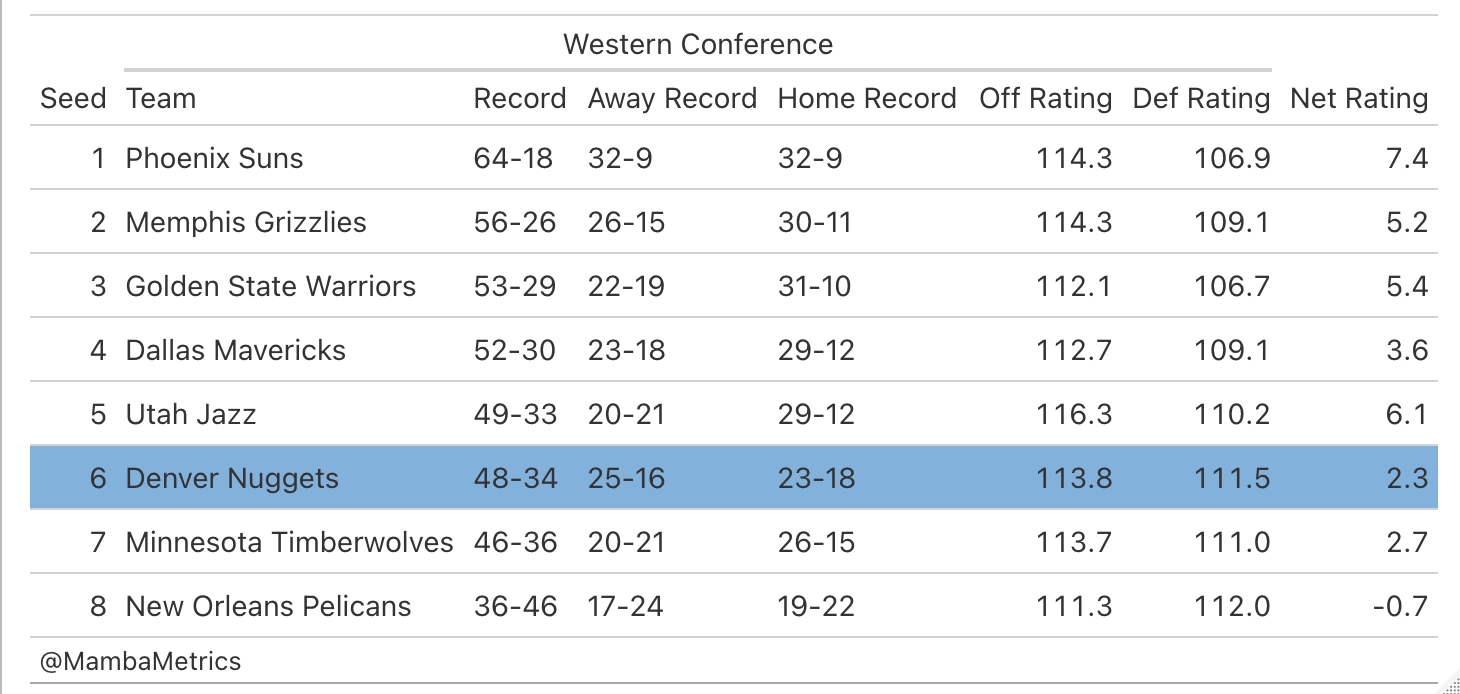 Western Conference
Seed Team Record Away Record Home Record Off Rating Def Rating Net Rating
1 Phoenix Suns 64-18 32-9 32-9 114.3 106.9 7.4
2 Memphis Grizzlies 56-26 26-15 30-11 114.3 109.1 5.2
3 Golden State Warriors 53-29 22-19 31-10 112.1 106.7 5.4
4 Dallas Mavericks 52-30 23-18 29-12 112.7 109.1 3.6
5 Utah Jazz 49-33 20-21 29-12 116.3 110.2 6.1
6 Denver Nuggets 48-34 25-16 23-18 113.8 111.5 2.3
7 Minnesota Timberwolves 46-36 20-21 26-15 113.7 111.0 2.7
8 New Orleans Pelicans 36-46 17-24 19-22 111.3 112.0 -0.7
@MambaMetrics